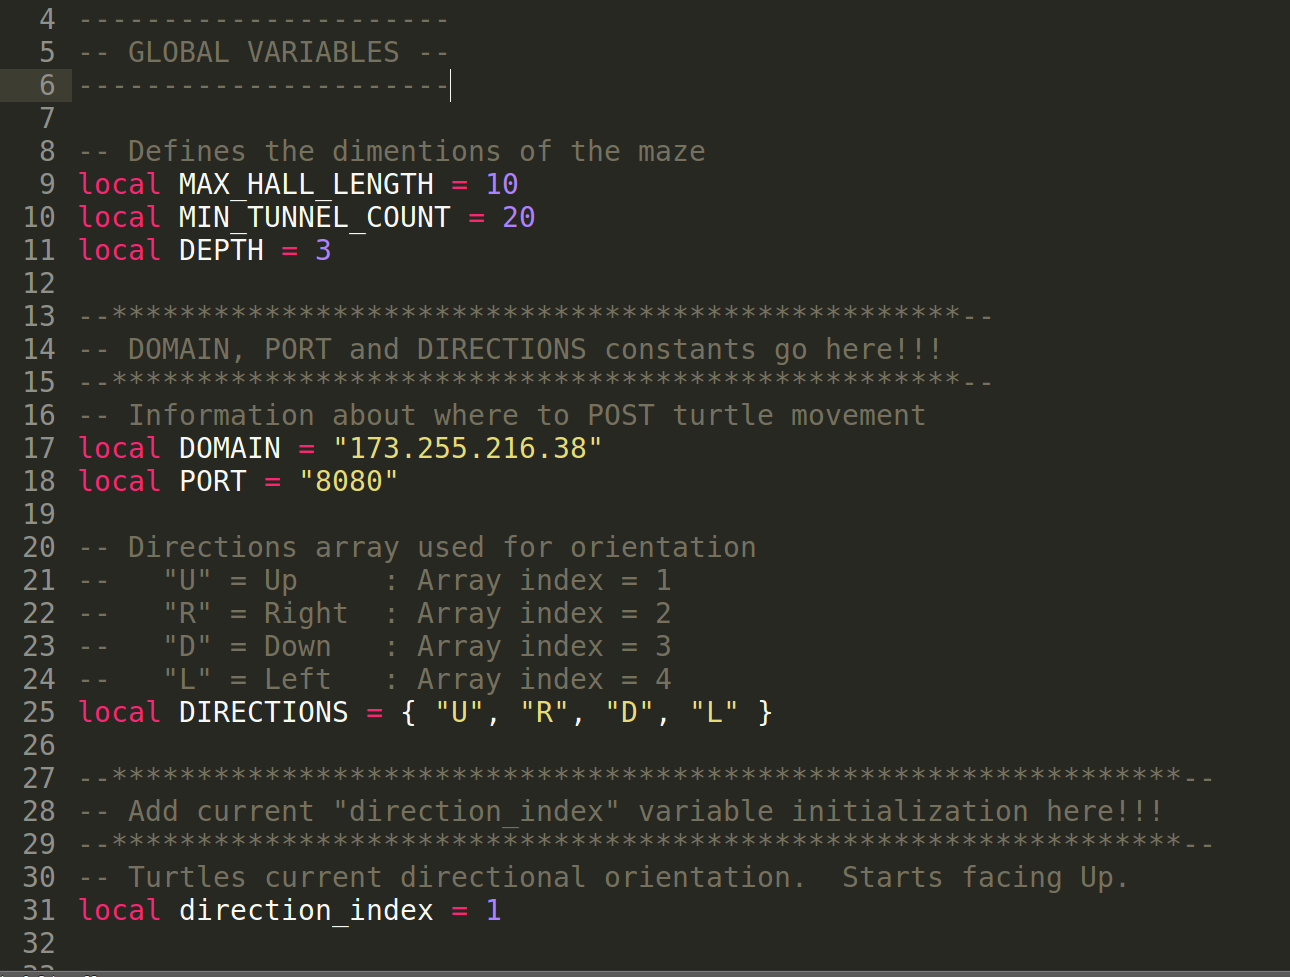 4 ----------------------
5 -- GLOBAL VARIABLES --
6 ----------------------
7
8 -- Defines the dimentions of the maze
9 local MAX_HALL_LENGTH = 10
10 local MIN_TUNNEL_COUNT = 20
11 local DEPTH = 3
12
13 --**************************************************--
14 -- DOMAIN, PORT and DIRECTIONS constants go here!!!
15 --**************************************************--
16 -- Information about where to POST turtle movement
17 local DOMAIN = "173.255.216.38"
18 local PORT = "8080"
19
20 -- Directions array used for orientation
21 --   "U" = Up     : Array index = 1
22 --   "R" = Right  : Array index = 2
23 --   "D" = Down   : Array index = 3
24 --   "L" = Left   : Array index = 4
25 local DIRECTIONS = { "U", "R", "D", "L" }
26
27 --***************************************************************--
28 -- Add current "direction_index" variable initialization here!!!
29 --***************************************************************--
30 -- Turtles current directional orientation.  Starts facing Up.
31 local direction_index = 1
32